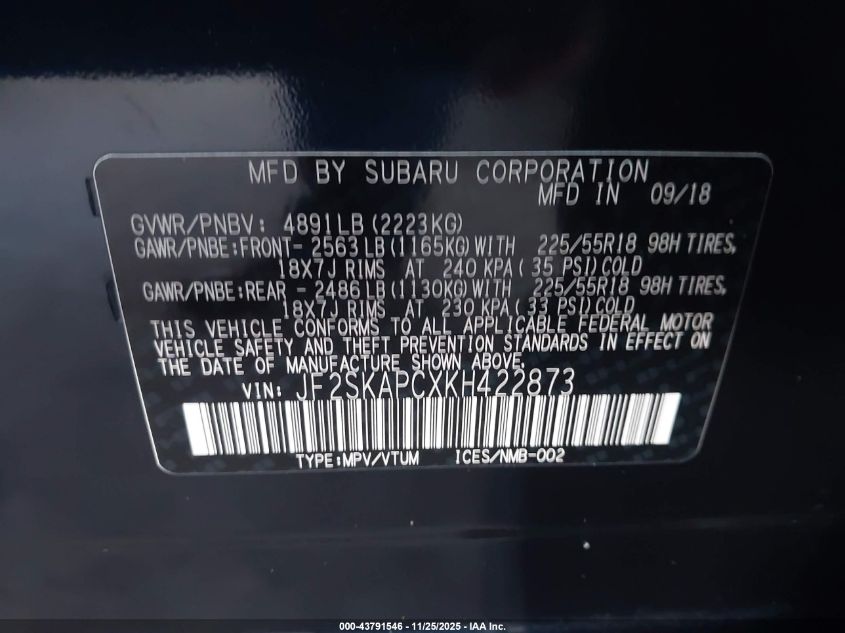 MFD BY SUBARU CORPORATION
MFD IN 09/18
GVWR/PNBV: 4891LB (2223KG)
GAWR/PNBE:FRONT- 2563LB (1165KG) WITH 225/55R18 98H TIRES,
18X7J RIMS AT 240 KPA( 35 PSI) COLD
GAWR/PNBE:REAR - 2486LB (1130KG) WITH 225/55R18 98H TIRES,
18X7J RIMS AT 230 KPA( 33 PSI) COLD
THIS VEHICLE CONFORMS TO ALL APPLICABLE FEDERAL MOTOR
VEHICLE SAFETY AND THEFT PREVENTION STANDARDS IN EFFECT ON
THE DATE OF MANUFACTURE SHOWN ABOVE.
VIN: JF2SKAPCXKH422873
TYPE:MPV/VTUM ICES/NMB-002
000-43791546 - 11/25/2025 - IAA Inc.